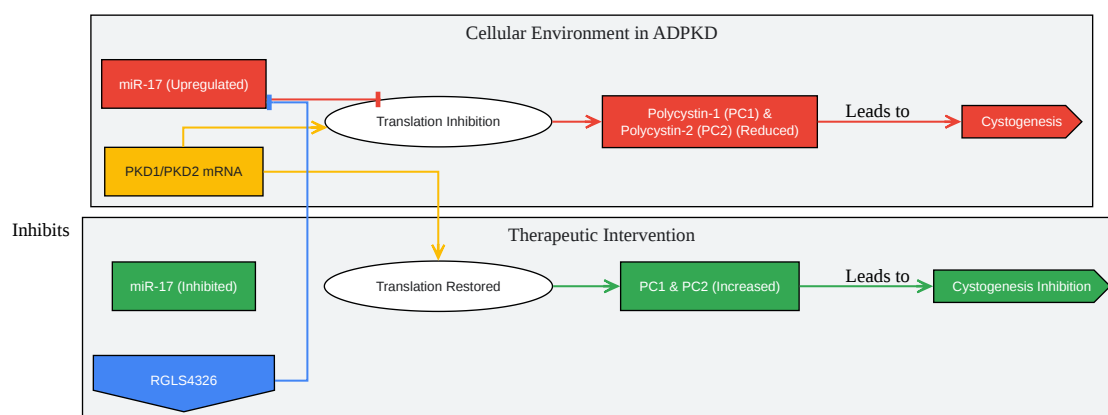 Cellular Environment in ADPKD
miR-17 (Upregulated)
Translation Inhibition
Polycystin-1 (PC1) &
Polycystin-2 (PC2) (Reduced)
Leads to
Cystogenesis
PKD1/PKD2 mRNA
Inhibits
Therapeutic Intervention
miR-17 (Inhibited)
Translation Restored
PC1 & PC2 (Increased)
Leads to
Cystogenesis Inhibition
RGLS4326